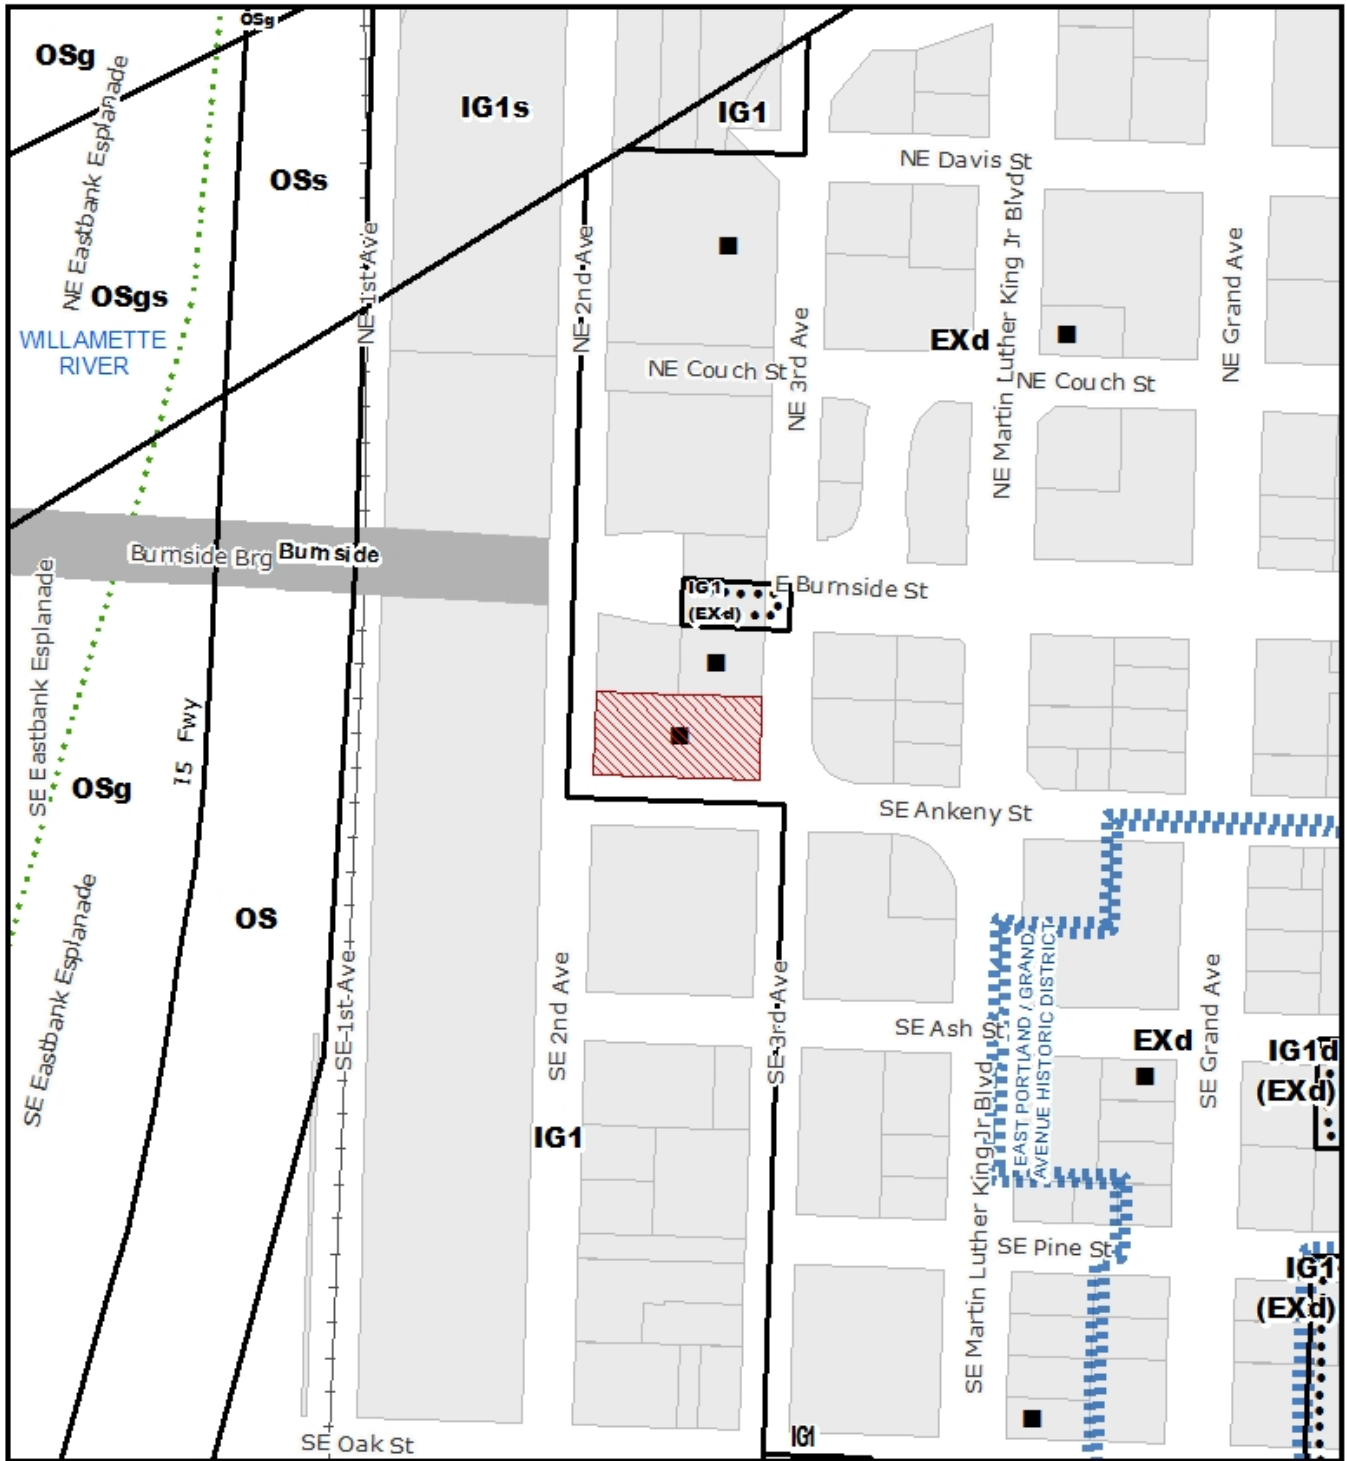 OSg
OSg
IG1s
IG1
NE Davis St
NE Eastbank Esplanade
OSs
NE 1st Ave
NE 2nd Ave
NE 3rd Ave
NE Martin Luther King Jr Blvd
NE Grand Ave
OSgs
WILLAMETTE
RIVER
EXd
NE Couch St
NE Couch St
Burnside Brg
Burnside
IG1
(EXd)
E Burnside St
SE Eastbank Esplanade
I5 Fwy
OSg
SE Ankeny St
OS
SE Eastbank Esplanade
SE 1st Ave
SE 2nd Ave
SE 3rd Ave
EAST PORTLAND / GRAND
AVENUE HISTORIC DISTRICT
SE Grand Ave
SE Ash St
EXd
IG1d
(EXd)
IG1
SE Martin Luther King Jr Blvd
SE Pine St
IG1
(EXd)
SE Oak St
IG1